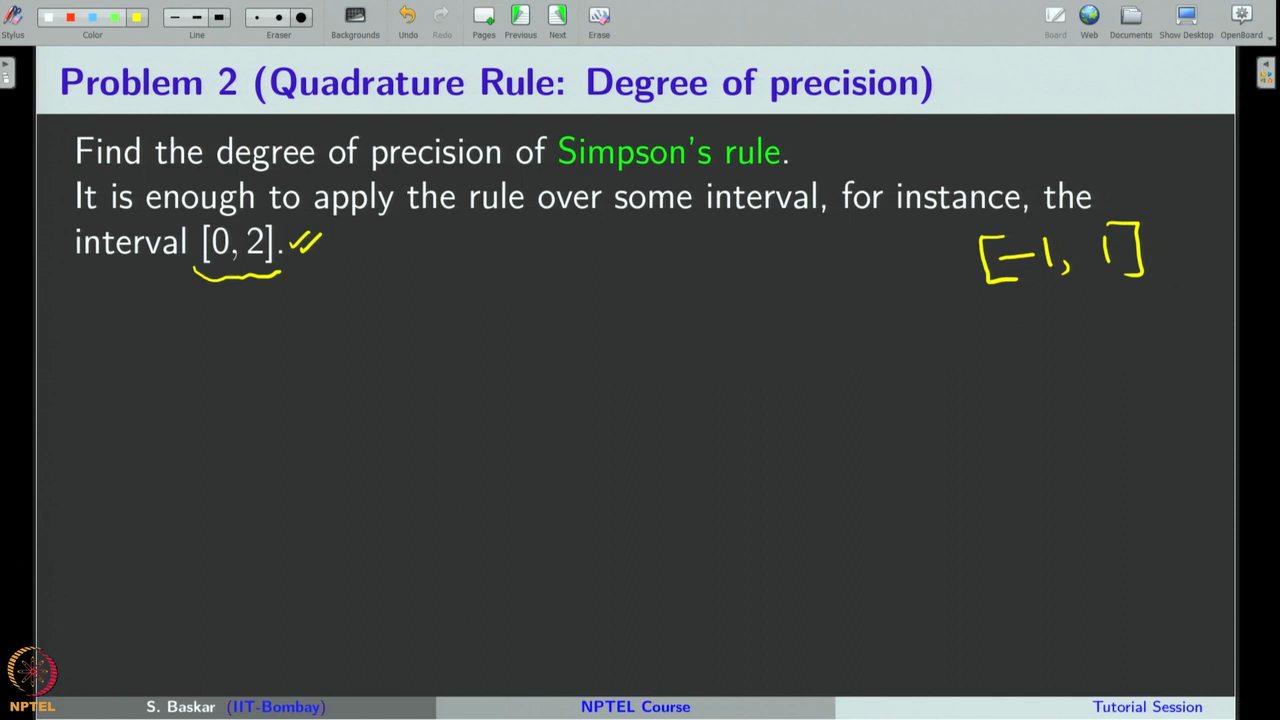 Stylus Color Line Eraser Backgrounds Undo Redo Pages Previous Next Erase Board Web Documents Show Desktop OpenBoard
Problem 2 (Quadrature Rule: Degree of precision)
Find the degree of precision of Simpson's rule.
It is enough to apply the rule over some interval, for instance, the
interval [0, 2].
[-1, 1]
NPTEL
S. Baskar (IIT-Bombay) NPTEL Course Tutorial Session